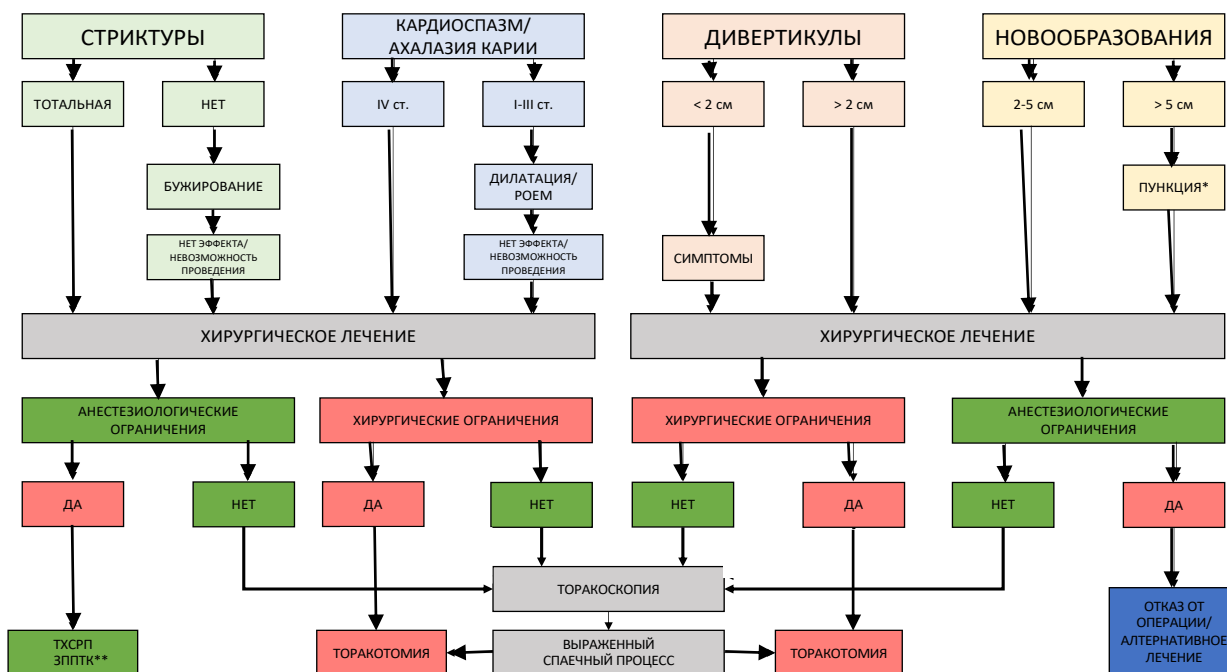 СТРИКТУРЫ
КАРДИОСПАЗМ/
АХАЛАЗИЯ КАРИИ
ДИВЕРТИКУЛЫ
НОВООБРАЗОВАНИЯ
ТОТАЛЬНАЯ
НЕТ
IV ст.
I-III ст.
< 2 см
> 2 см
2-5 см
> 5 см
БУЖИРОВАНИЕ
ДИЛАТАЦИЯ/
POEM
ПУНКЦИЯ*
НЕТ ЭФФЕКТА/
НЕВОЗМОЖНОСТЬ
ПРОВЕДЕНИЯ
НЕТ ЭФФЕКТА/
НЕВОЗМОЖНОСТЬ
ПРОВЕДЕНИЯ
СИМПТОМЫ
ХИРУРГИЧЕСКОЕ ЛЕЧЕНИЕ
ХИРУРГИЧЕСКОЕ ЛЕЧЕНИЕ
АНЕСТЕЗИОЛОГИЧЕСКИЕ
ОГРАНИЧЕНИЯ
ХИРУРГИЧЕСКИЕ ОГРАНИЧЕНИЯ
ХИРУРГИЧЕСКИЕ ОГРАНИЧЕНИЯ
АНЕСТЕЗИОЛОГИЧЕСКИЕ
ОГРАНИЧЕНИЯ
ДА
НЕТ
ДА
НЕТ
НЕТ
ДА
НЕТ
ДА
ТОРАКОСКОПИЯ
ТХСРП
ЗППТК**
ТОРАКОТОМИЯ
ВЫРАЖЕННЫЙ
СПАЕЧНЫЙ ПРОЦЕСС
ТОРАКОТОМИЯ
ОТКАЗ ОТ
ОПЕРАЦИИ/
АЛТЕРНАТИВНОЕ
ЛЕЧЕНИЕ